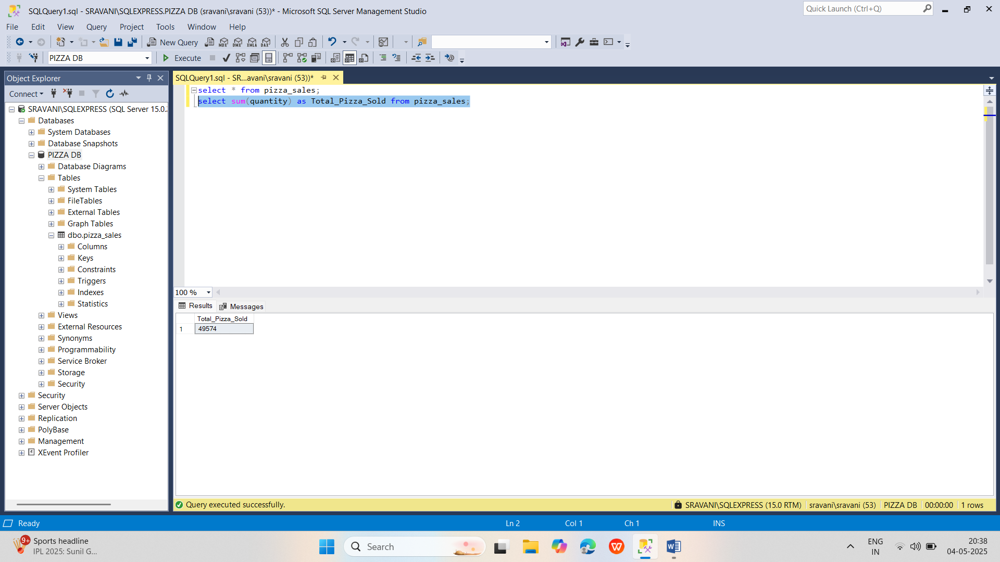 SQLQuery1.sql - SRAVANI\SQLEXPRESS.PIZZA DB (sravani\sravani (53))* - Microsoft SQL Server Management Studio
Quick Launch (Ctrl+Q)
File Edit View Query Project Tools Window Help
New Query MDX DMX XMLA DAX
PIZZA DB Execute
Object Explorer
SQLQuery1.sql - SR...avani\sravani (53))*
Connect
select * from pizza_sales;
select sum(quantity) as Total_Pizza_Sold from pizza_sales;
SRAVANI\SQLEXPRESS (SQL Server 15.0.
Databases
System Databases
Database Snapshots
PIZZA DB
Database Diagrams
Tables
System Tables
FileTables
External Tables
Graph Tables
dbo.pizza_sales
Columns
Keys
Constraints
Triggers
Indexes
Statistics
Views
External Resources
Synonyms
Programmability
Service Broker
Storage
Security
Security
Server Objects
Replication
PolyBase
Management
XEvent Profiler
100 %
Results Messages
Total_Pizza_Sold
1 49574
Query executed successfully.
SRAVANI\SQLEXPRESS (15.0 RTM) sravani\sravani (53) PIZZA DB 00:00:00 1 rows
Ready Ln 2 Col 1 Ch 1 INS
9+ Sports headline
IPL 2025: Sunil G...
Search
ENG
IN
20:38
04-05-2025